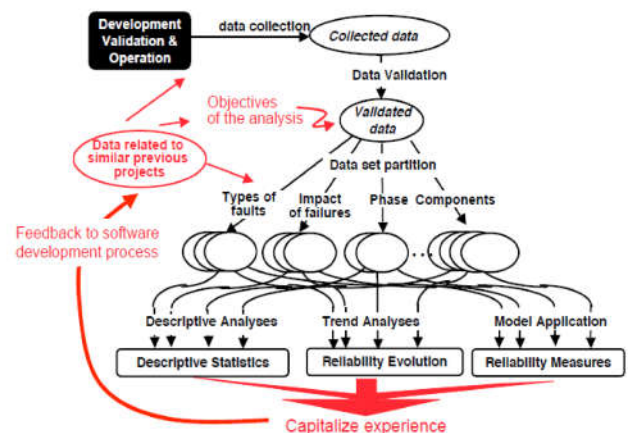 Development
Validation &
Operation
data collection
Collected data
Data Validation
Objectives
of the analysis
Validated
data
Data related to
similar previous
projects
Data set partition
Types of
faults
Impact
of failures
Phase
Components
Feedback to software
development process
...
Descriptive Analyses
Trend Analyses
Model Application
Descriptive Statistics
Reliability Evolution
Reliability Measures
Capitalize experience